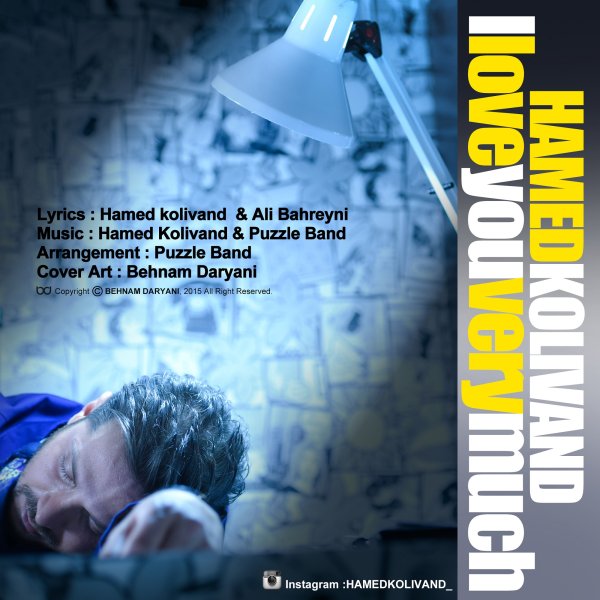 HAMED KOLIVAND
I love you very much
Lyrics : Hamed kolivand & Ali Bahreyni
Music : Hamed Kolivand & Puzzle Band
Arrangement : Puzzle Band
Cover Art : Behnam Daryani
bd Copyright © BEHNAM DARYANI, 2015 All Right Reserved.
Instagram :HAMEDKOLIVAND_